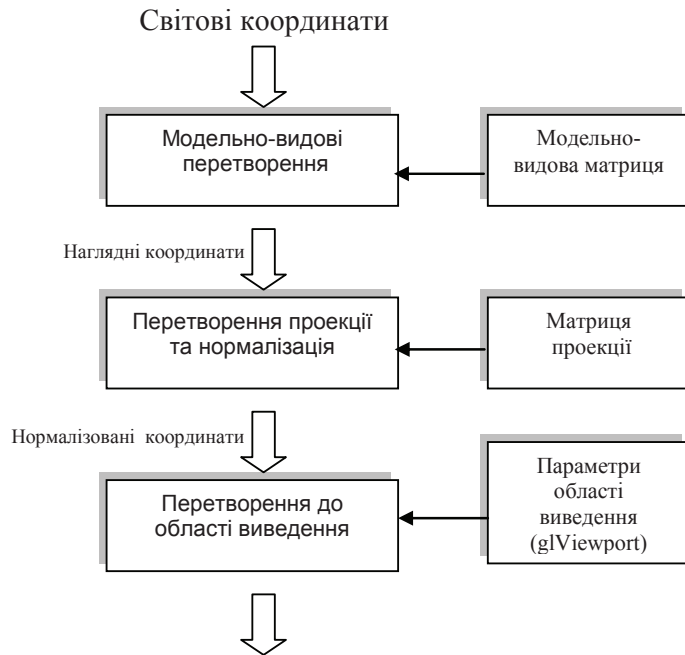 Світові координати
Модельно-видові
перетворення
Модельно-
видова матриця
Наглядні координати
Перетворення проекції
та нормалізація
Матриця
проекції
Нормалізовані координати
Перетворення до
області виведення
Параметри
області
виведення
(glViewport)